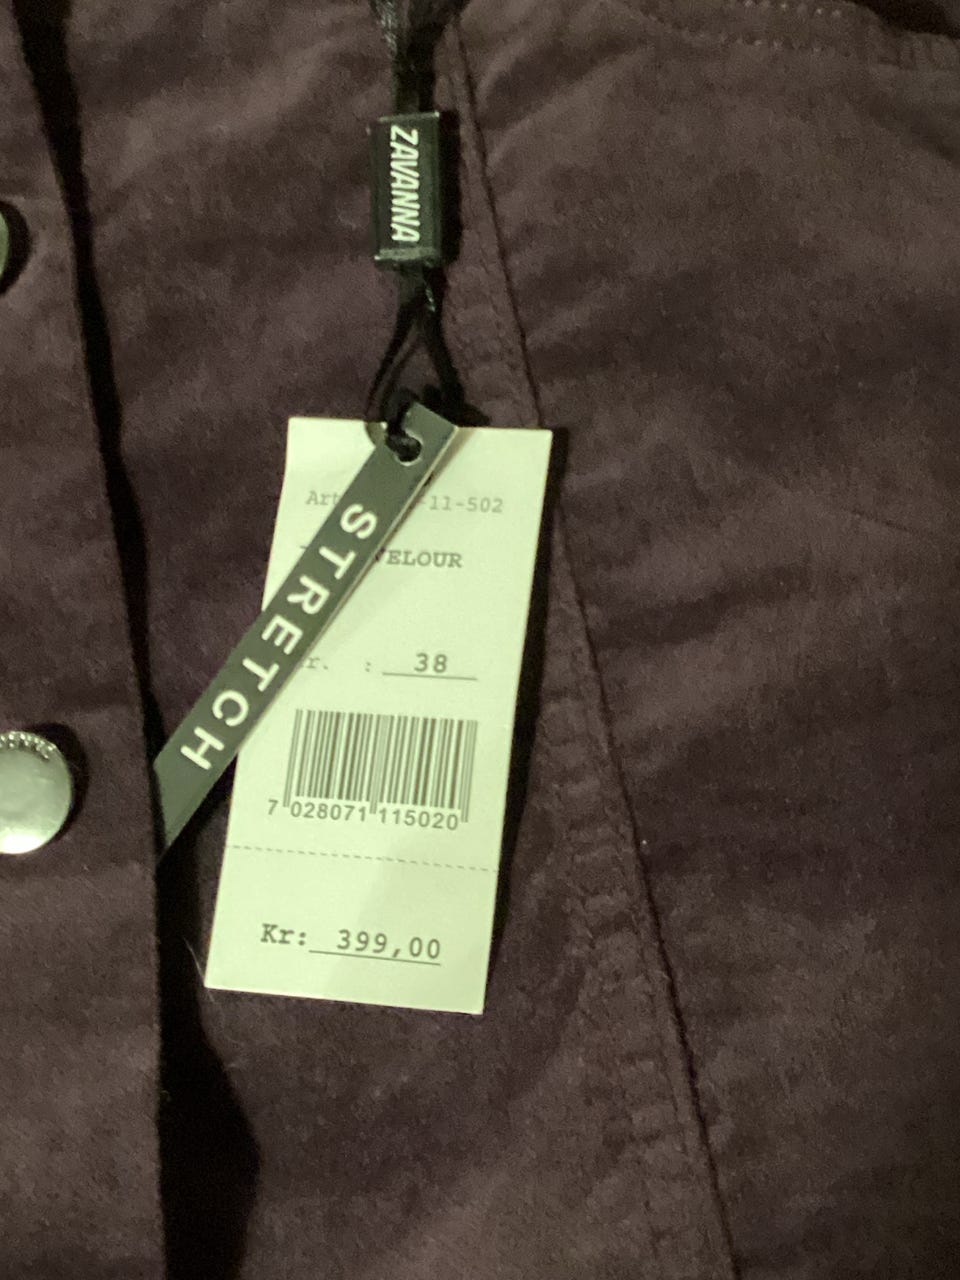 ZAVANNA
STRETCH
Art -11-502
VELOUR
r. : 38
7 028071 115020
Kr: 399,00